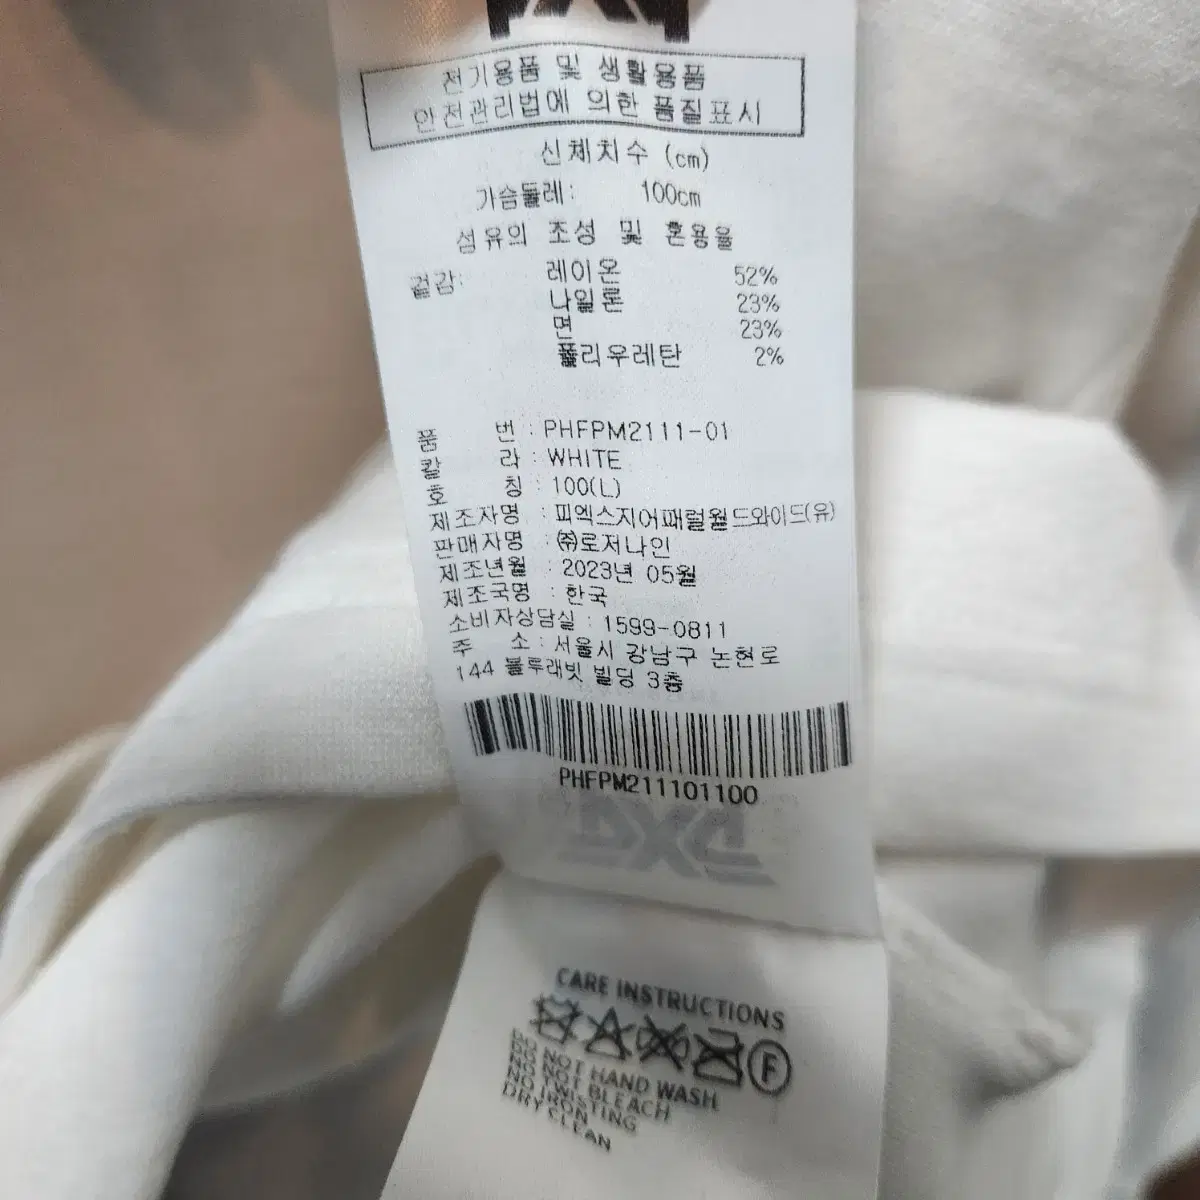 전기용품 및 생활용품
안전관리법에 의한 품질표시
신체치수 (cm)
가슴둘레: 100cm
섬유의 조성 및 혼용율
겉감: 레이온 52%
나일론 23%
면 23%
폴리우레탄 2%
품 번 : PHFPM2111-01
칼 라 : WHITE
호 칭 : 100(L)
제조자명 : 피엑스지어패럴월드와이드(유)
판매자명 : ㈜로저나인
제조년월 : 2023년 05월
제조국명 : 한국
소비자상담실 : 1599-0811
주 소 : 서울시 강남구 논현로
144 블루래빗 빌딩 3층
PHFPM211101100
PXG
CARE INSTRUCTIONS
F
DO NOT HAND WASH
DO NOT BLEACH
NO TWISTING
NO IRON
DRY CLEAN